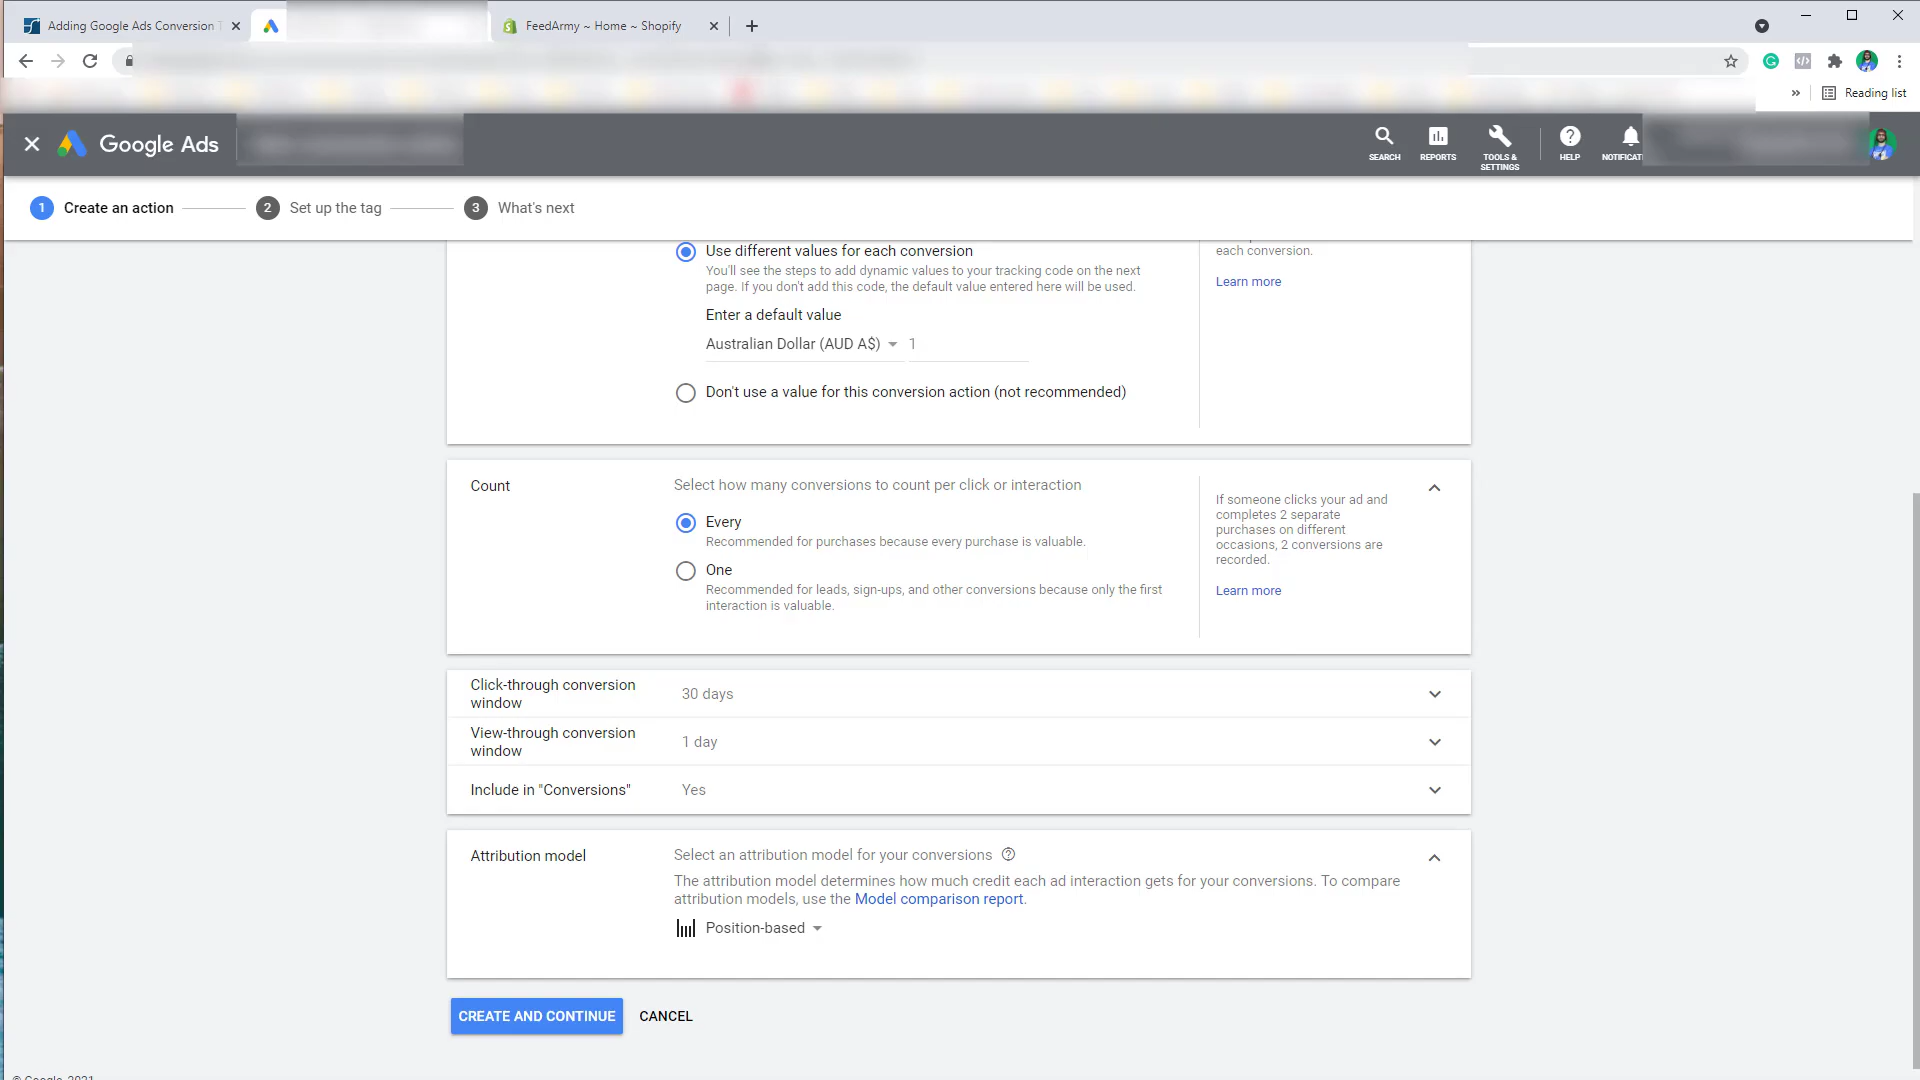 Adding Google Ads Conversion T
FeedArmy ~ Home ~ Shopify
Reading list
Google Ads
SEARCH
REPORTS
TOOLS &
SETTINGS
HELP
NOTIFICAT
1 Create an action
2 Set up the tag
3 What's next
Use different values for each conversion
You'll see the steps to add dynamic values to your tracking code on the next
page. If you don't add this code, the default value entered here will be used.
Enter a default value
Australian Dollar (AUD A$) 1
Don't use a value for this conversion action (not recommended)
each conversion.
Learn more
Count
Select how many conversions to count per click or interaction
Every
Recommended for purchases because every purchase is valuable.
One
Recommended for leads, sign-ups, and other conversions because only the first
interaction is valuable.
If someone clicks your ad and
completes 2 separate
purchases on different
occasions, 2 conversions are
recorded.
Learn more
Click-through conversion
window
30 days
View-through conversion
window
1 day
Include in "Conversions"
Yes
Attribution model
Select an attribution model for your conversions
The attribution model determines how much credit each ad interaction gets for your conversions. To compare
attribution models, use the Model comparison report.
Position-based
CREATE AND CONTINUE
CANCEL
© Google, 2021